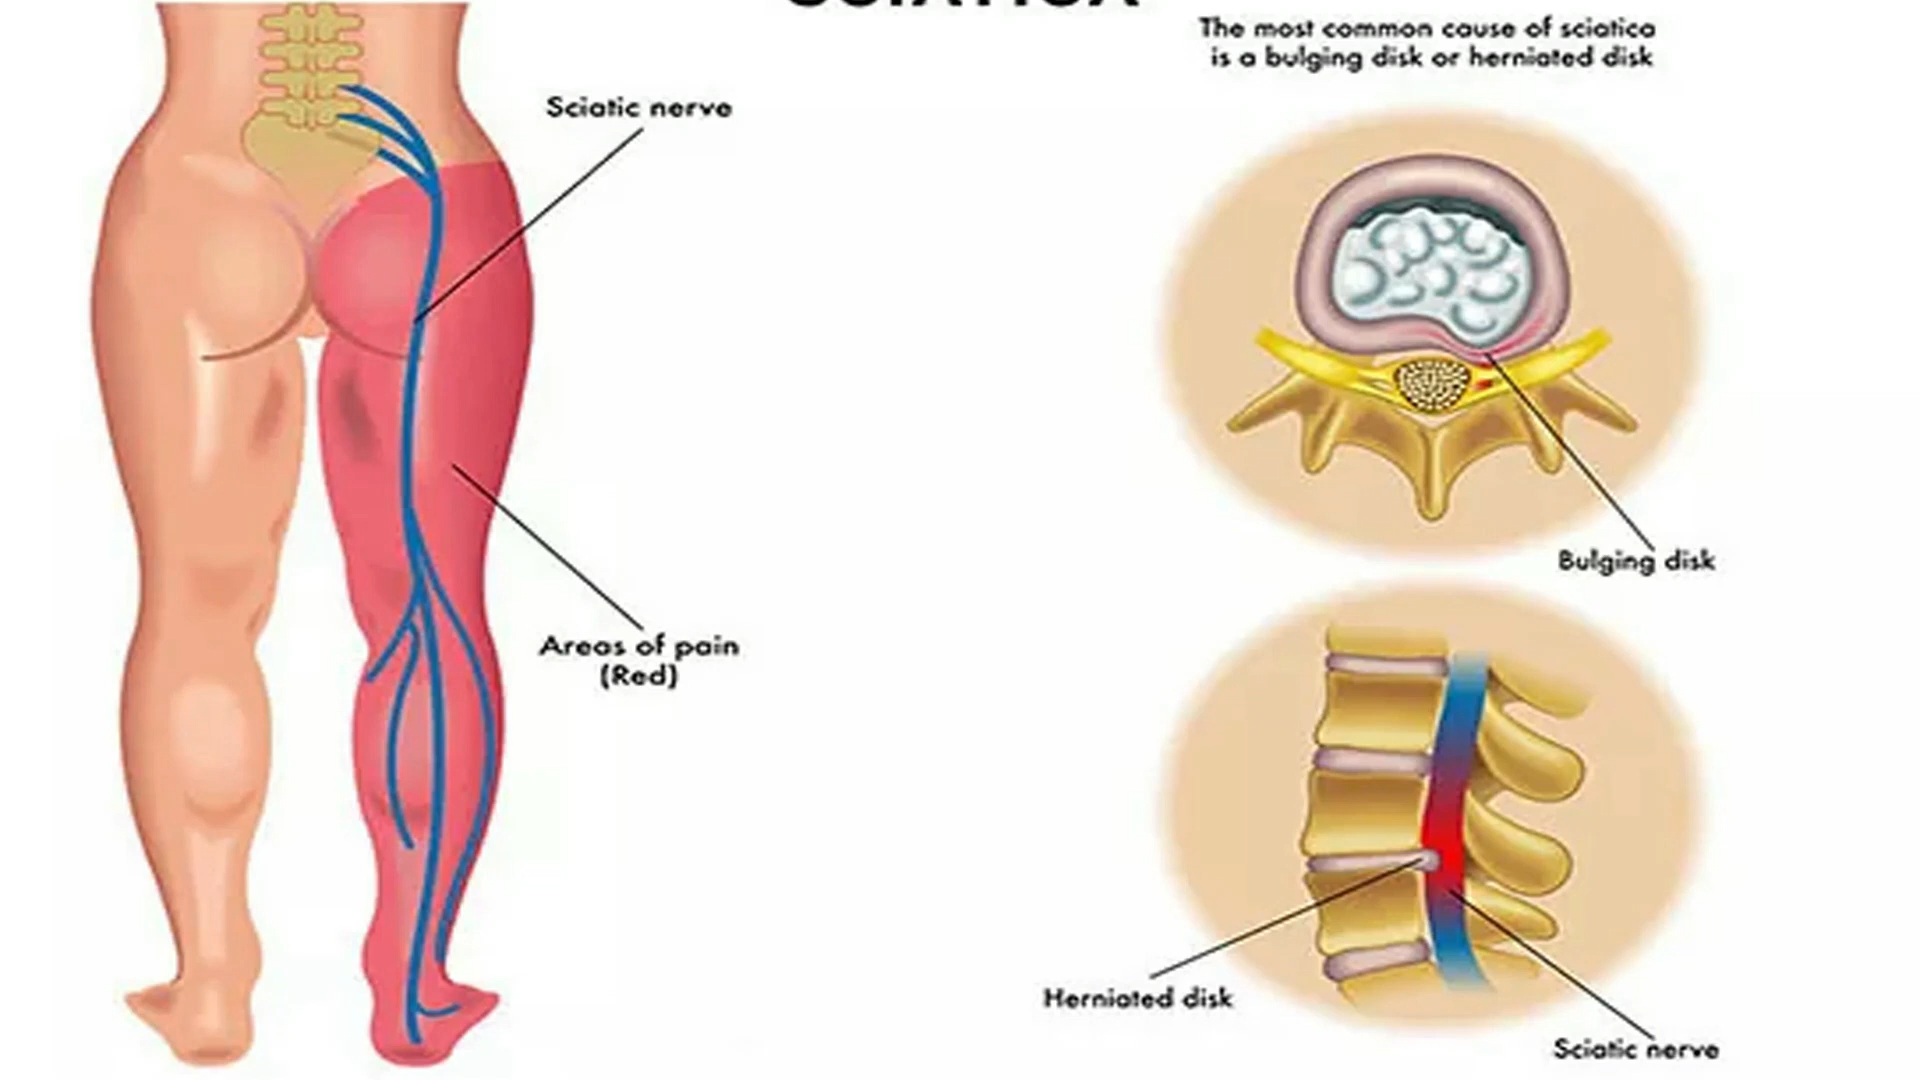 SCIATICA
The most common cause of sciatica
is a bulging disk or herniated disk
Sciatic nerve
Bulging disk
Areas of pain
(Red)
Herniated disk
Sciatic nerve